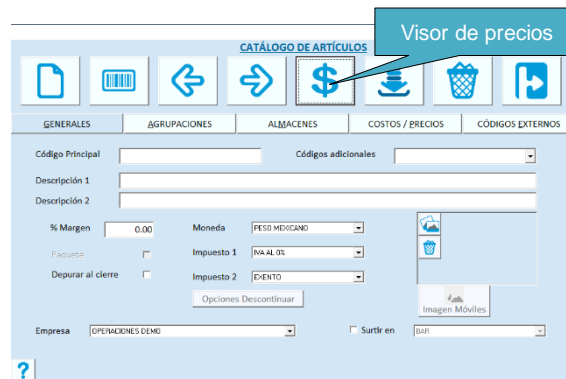 Visor de precios
CATÁLOGO DE ARTÍCULOS
$
GENERALES AGRUPACIONES ALMACENES COSTOS / PRECIOS CÓDIGOS EXTERNOS
Código Principal Códigos adicionales
Descripción 1
Descripción 2
% Margen 0.00 Moneda PESO MEXICANO
Paquete Impuesto 1 IVA AL 0%
Depurar al cierre Impuesto 2 EXENTO
Opciones Descontinuar
Imagen Móviles
Empresa OPERACIONES DEMO Surtir en BAR
?